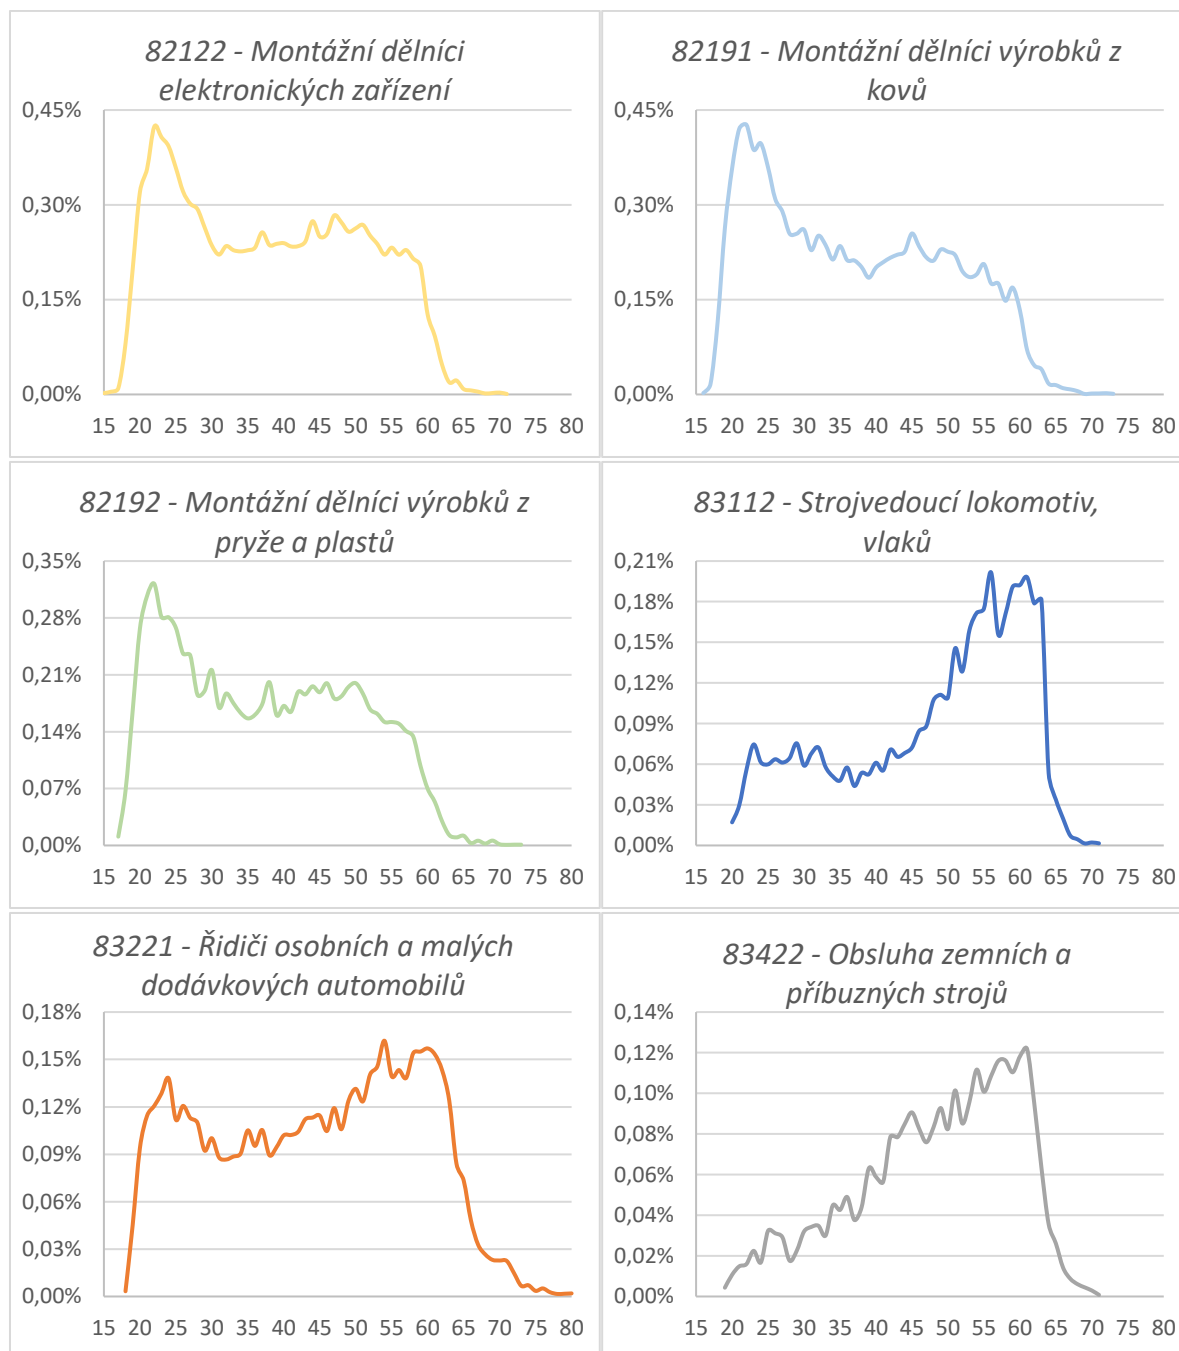 82122 - Montážní dělníci
elektronických zařízení
0,45%
0,30%
0,15%
0,00%
15 20 25 30 35 40 45 50 55 60 65 70 75 80
82191 - Montážní dělníci výrobků z
kovů
0,45%
0,30%
0,15%
0,00%
15 20 25 30 35 40 45 50 55 60 65 70 75 80
82192 - Montážní dělníci výrobků z
pryže a plastů
0,35%
0,28%
0,21%
0,14%
0,07%
0,00%
15 20 25 30 35 40 45 50 55 60 65 70 75 80
83112 - Strojvedoucí lokomotiv,
vlaků
0,21%
0,18%
0,15%
0,12%
0,09%
0,06%
0,03%
0,00%
15 20 25 30 35 40 45 50 55 60 65 70 75 80
83221 - Řidiči osobních a malých
dodávkových automobilů
0,18%
0,15%
0,12%
0,09%
0,06%
0,03%
0,00%
15 20 25 30 35 40 45 50 55 60 65 70 75 80
83422 - Obsluha zemních a
příbuzných strojů
0,14%
0,12%
0,10%
0,08%
0,06%
0,04%
0,02%
0,00%
15 20 25 30 35 40 45 50 55 60 65 70 75 80